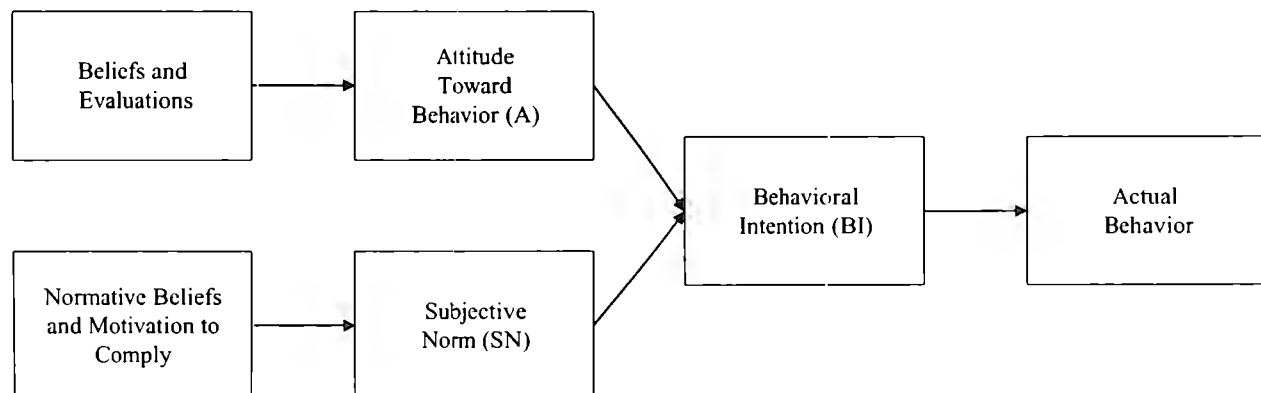 Beliefs and
Evaluations
Attitude
Toward
Behavior (A)
Behavioral
Intention (BI)
Actual
Behavior
Normative Beliefs
and Motivation to
Comply
Subjective
Norm (SN)